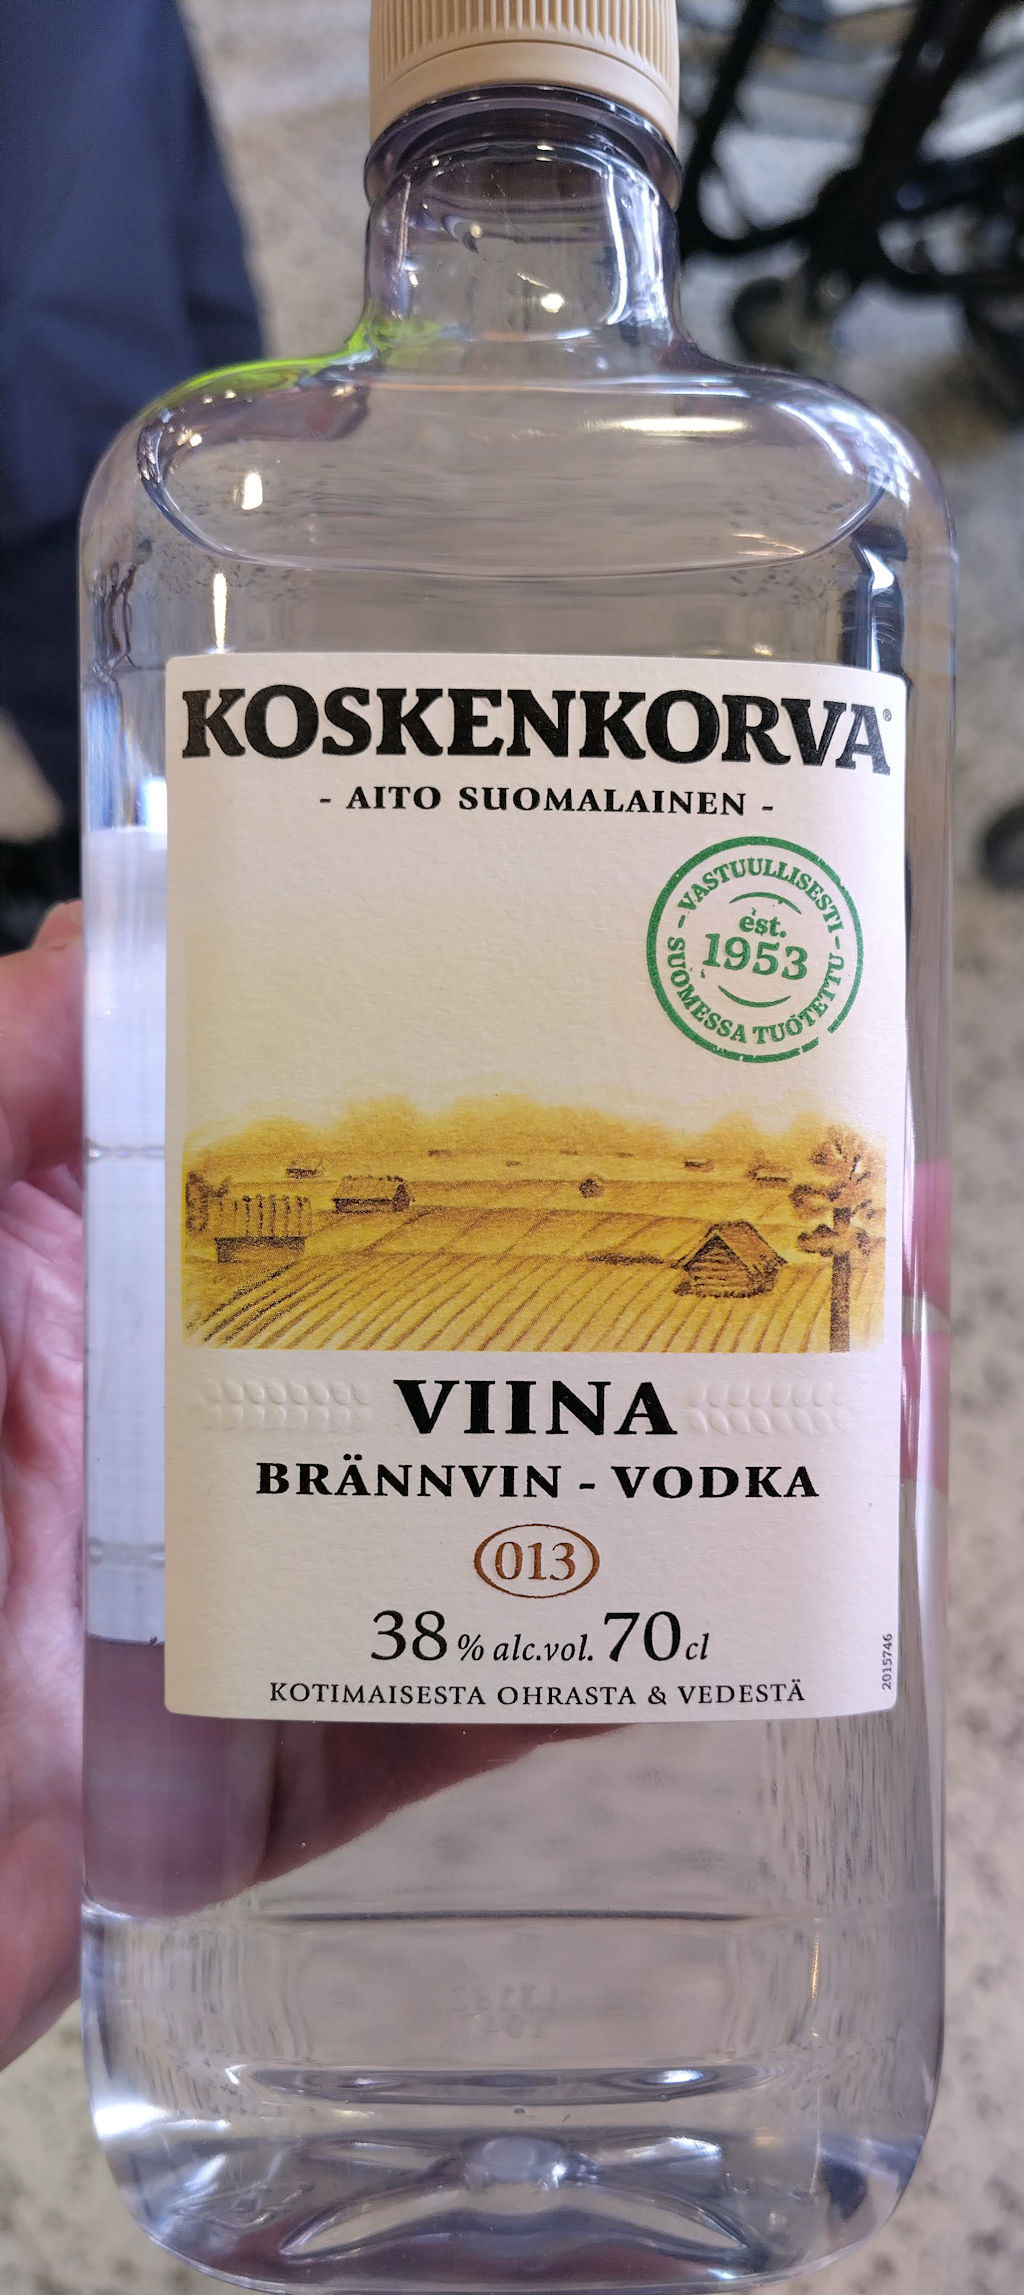 KOSKENKORVA®
- AITO SUOMALAINEN -
- VASTUULLISESTI -
est.
1953
SUOMESSA TUOTETTU
VIINA
BRÄNNVIN - VODKA
013
38 % alc.vol. 70 cl
KOTIMAISESTA OHRASTA & VEDESTÄ
2015746